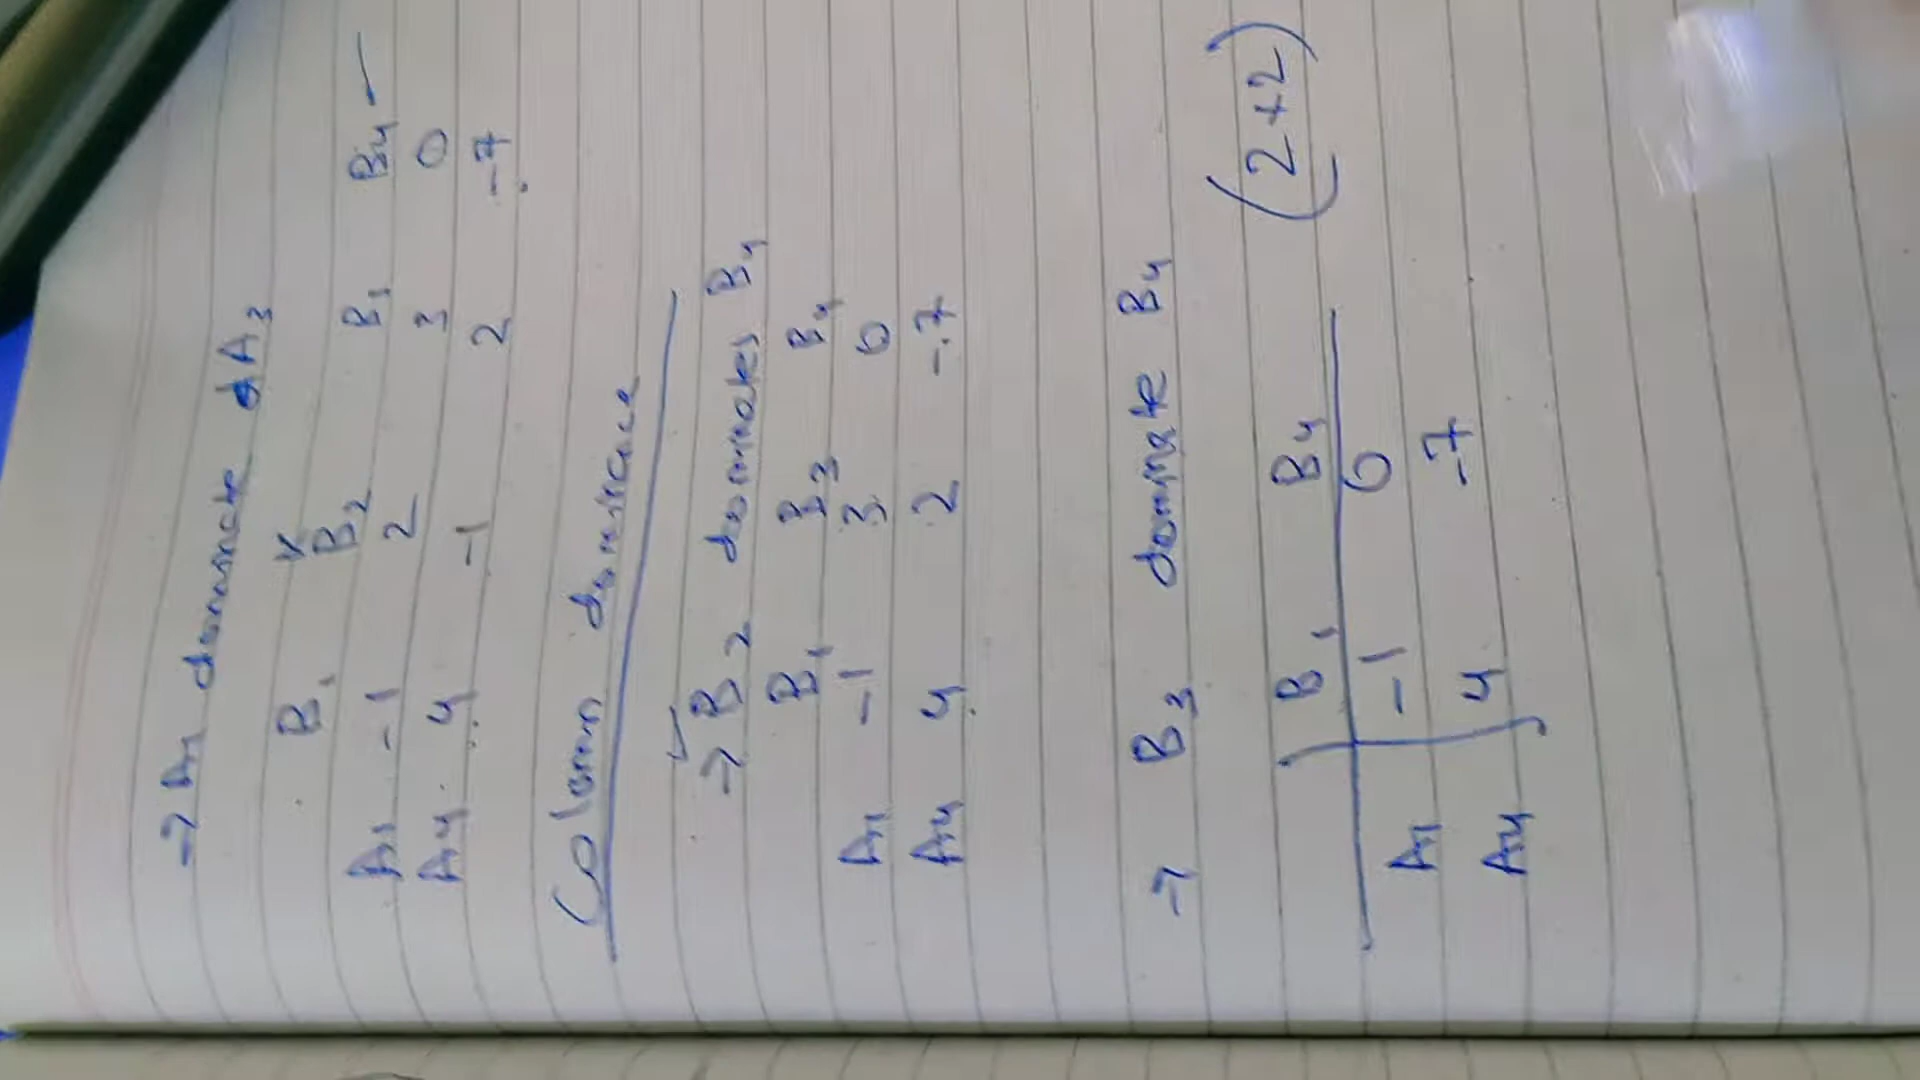 → A1 dominate A3
B1 B2 B1 B4
A1 -1 2 3 0
A4 4 -1 2 -7
Column dominace
→ B2 dominates B4
B1 B3 B4
A1 -1 3 0
A4 4 2 -7
→ B3 dominate B4
B1 B4 (2+2)
A1 -1 0
A4 4 -7